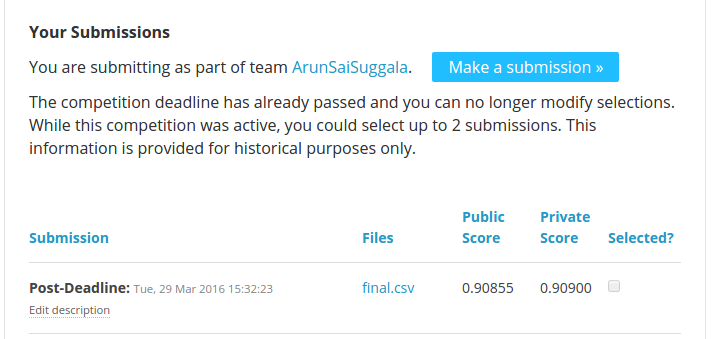 Your Submissions
You are submitting as part of team ArunSaiSuggala. Make a submission »
The competition deadline has already passed and you can no longer modify selections.
While this competition was active, you could select up to 2 submissions. This
information is provided for historical purposes only.
Submission Files Public Score Private Score Selected?
Post-Deadline: Tue, 29 Mar 2016 15:32:23 final.csv 0.90855 0.90900
Edit description